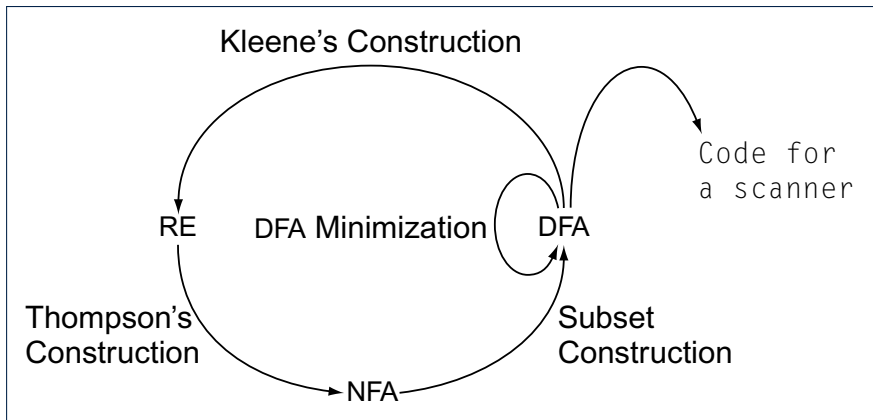 Kleene’s Construction
Code for
a scanner
RE
DFA Minimization
DFA
Thompson’s
Construction
Subset
Construction
NFA